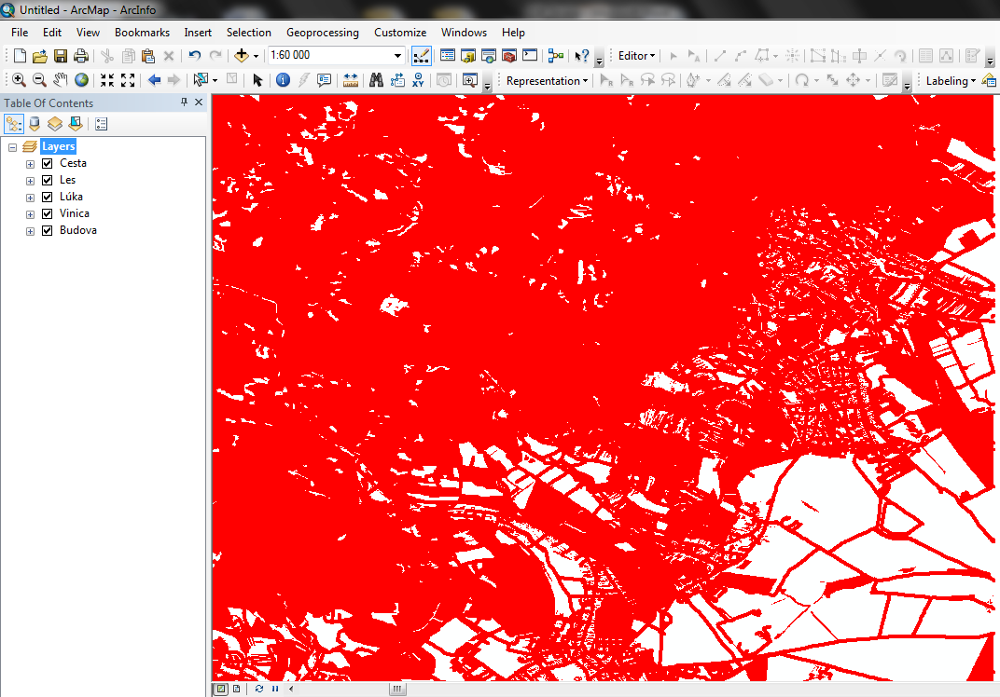 Untitled - ArcMap - ArcInfo
File Edit View Bookmarks Insert Selection Geoprocessing Customize Windows Help
1:60 000 Editor
Representation Labeling
Table Of Contents
Layers
Cesta
Les
Lúka
Vinica
Budova